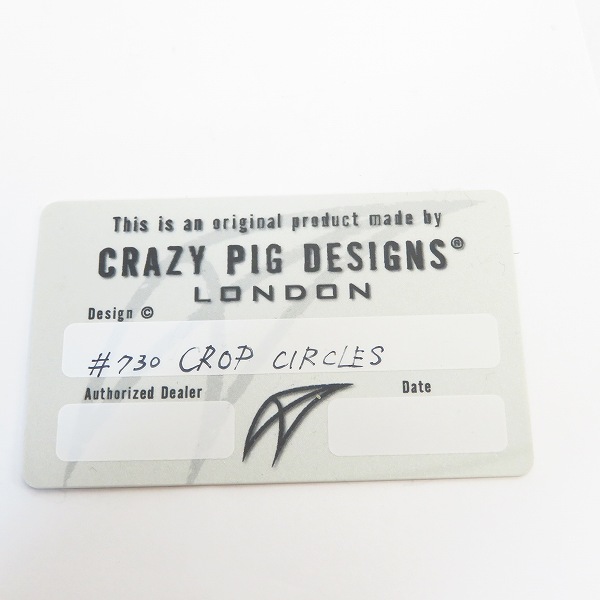 This is an original product made by
CRAZY PIG DESIGNS®
LONDON
Design ©
#730 CROP CIRCLES
Authorized Dealer
Date